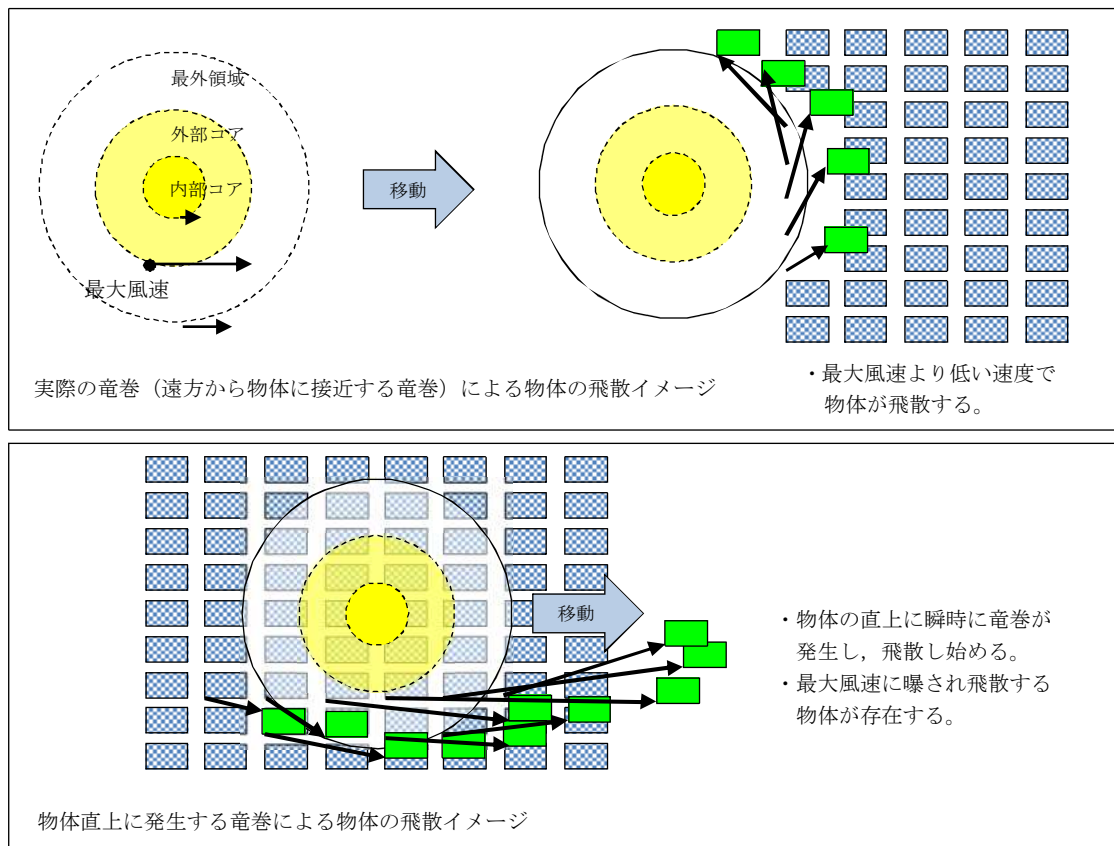 最外領域
外部コア
内部コア
最大風速
移動
実際の竜巻（遠方から物体に接近する竜巻）による物体の飛散イメージ
・最大風速より低い速度で
物体が飛散する。
移動
・物体の直上に瞬時に竜巻が
発生し，飛散し始める。
・最大風速に曝され飛散する
物体が存在する。
物体直上に発生する竜巻による物体の飛散イメージ